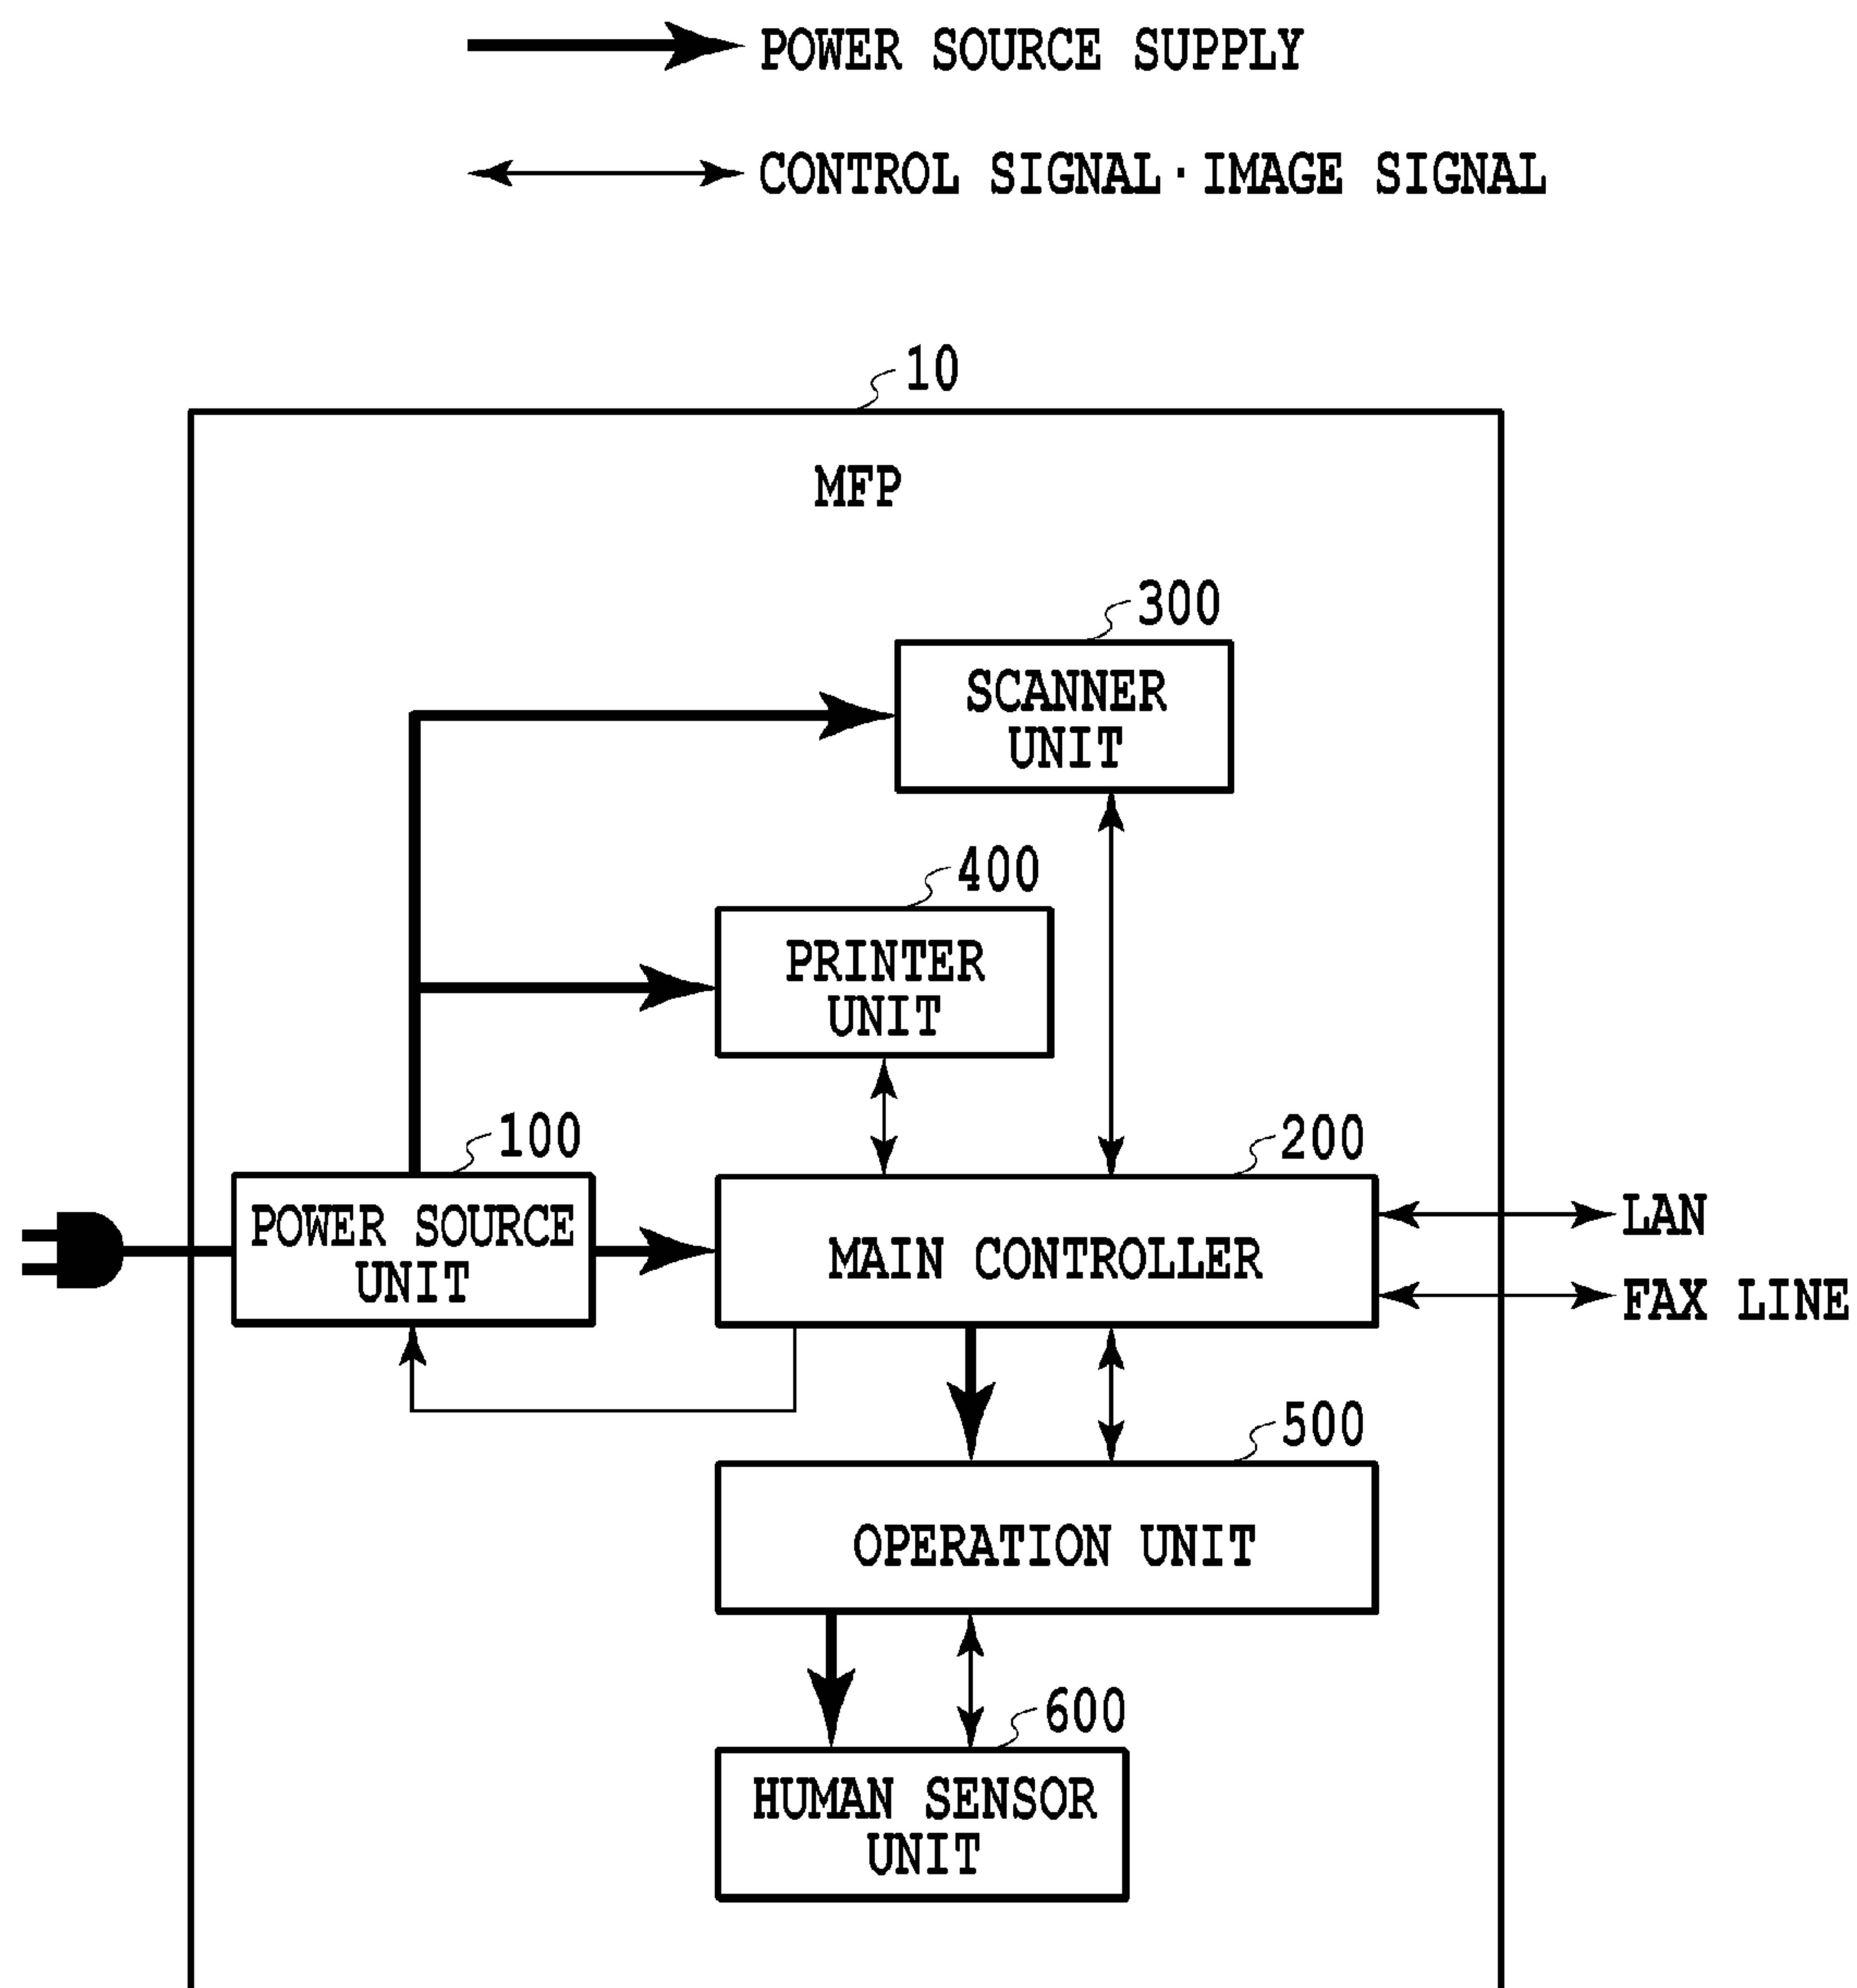 POWER SOURCE SUPPLY
CONTROL SIGNAL・IMAGE SIGNAL
10
MFP
300
SCANNER
UNIT
400
PRINTER
UNIT
100
POWER SOURCE
UNIT
200
MAIN CONTROLLER
LAN
FAX LINE
500
OPERATION UNIT
600
HUMAN SENSOR
UNIT